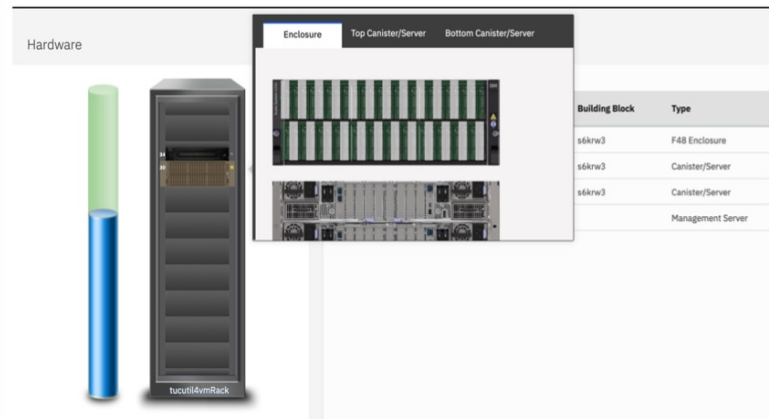 Hardware
Enclosure
Top Canister/Server
Bottom Canister/Server
Building Block
Type
s6krw3
F48 Enclosure
s6krw3
Canister/Server
s6krw3
Canister/Server
Management Server
tucutil4vmRack